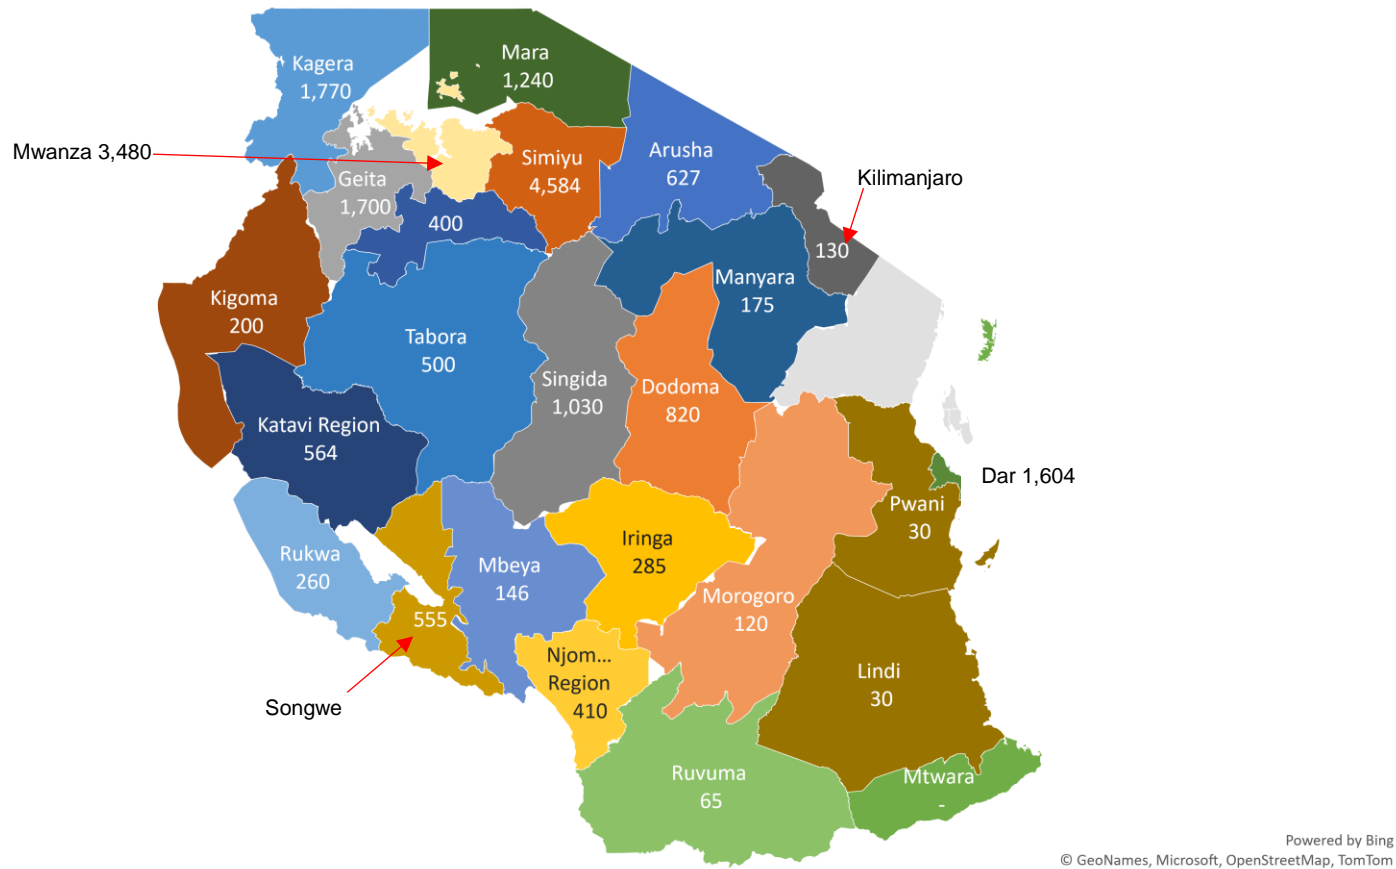 Kagera
1,770
Mara
1,240
Mwanza 3,480
Geita
1,700
Simiyu
4,584
Arusha
627
Kilimanjaro
130
400
Kigoma
200
Tabora
500
Manyara
175
Singida
1,030
Dodoma
820
Katavi Region
564
Dar 1,604
Pwani
30
Rukwa
260
Mbeya
146
Iringa
285
Morogoro
120
555
Songwe
Njom...
Region
410
Lindi
30
Ruvuma
65
Mtwara
-
Powered by Bing
© GeoNames, Microsoft, OpenStreetMap, TomTom